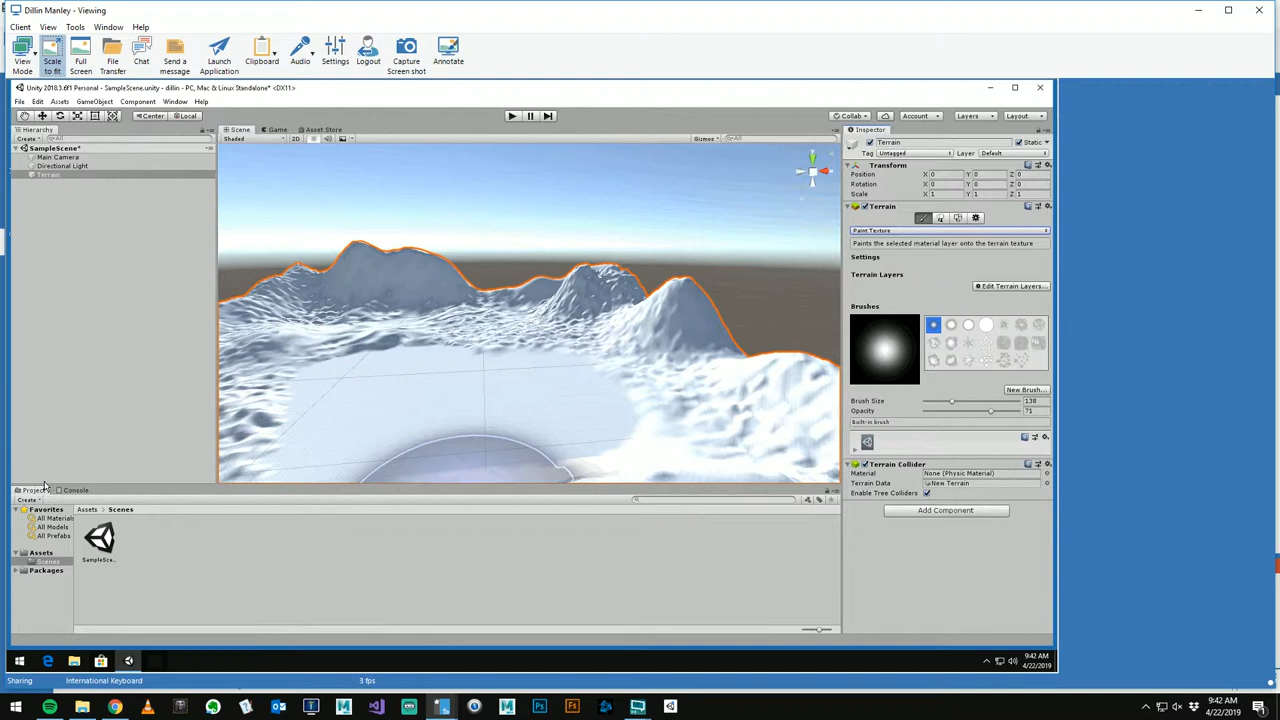 Dillin Manley - Viewing
Client View Tools Window Help
View Mode
Scale to fit
Full Screen
File Transfer
Chat
Send a message
Launch Application
Clipboard
Audio
Settings
Logout
Capture Screen shot
Annotate
Unity 2018.3.6f1 Personal - SampleScene.unity - dillin - PC, Mac & Linux Standalone* <DX11>
File Edit Assets GameObject Component Window Help
Center Local
Collab Account Layers Layout
Hierarchy
Create All
SampleScene*
Main Camera
Directional Light
Terrain
Scene Game Asset Store
Shaded 2D Gizmos All
Inspector
Terrain Static
Tag Untagged Layer Default
Transform
Position X 0 Y 0 Z 0
Rotation X 0 Y 0 Z 0
Scale X 1 Y 1 Z 1
Terrain
Paint Texture
Paints the selected material layer onto the terrain texture
Settings
Terrain Layers
Edit Terrain Layers...
Brushes
New Brush...
Brush Size 138
Opacity 71
Built-in brush
Terrain Collider
Material None (Physic Material)
Terrain Data New Terrain
Enable Tree Colliders
Add Component
Project Console
Create
Favorites
All Materials
All Models
All Prefabs
Assets
Scenes
Packages
Assets Scenes
SampleSce...
9:42 AM
4/22/2019
Sharing International Keyboard 3 fps
9:42 AM
4/22/2019